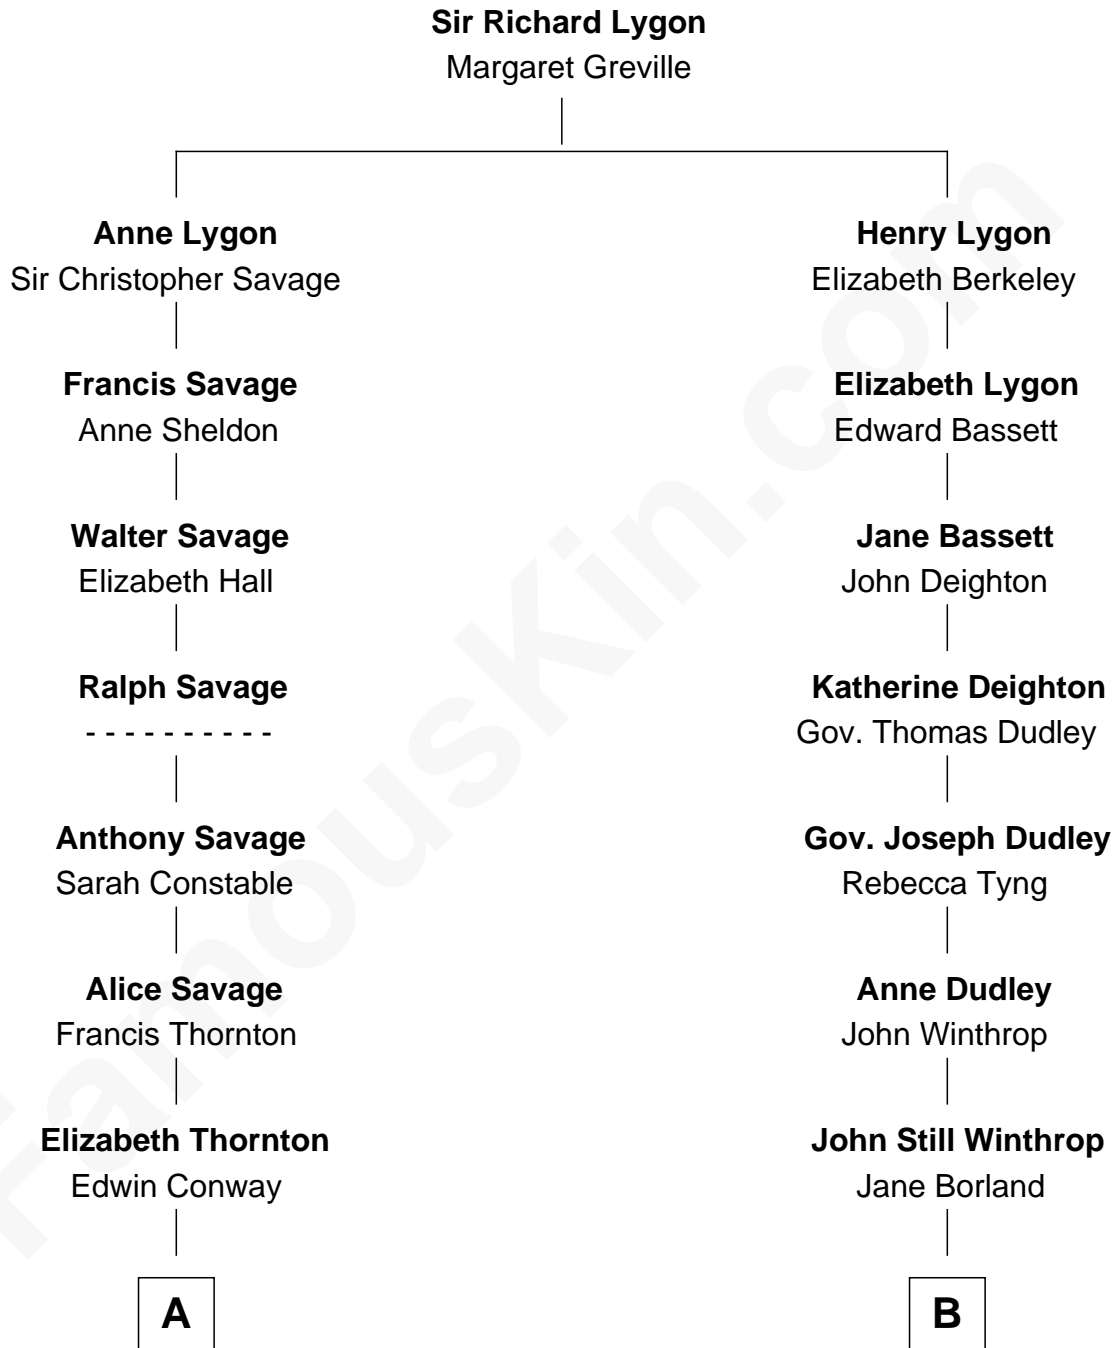 Sir Richard Lygon
Margaret Greville
Anne Lygon
Sir Christopher Savage
Francis Savage
Anne Sheldon
Walter Savage
Elizabeth Hall
Ralph Savage
- - - - - - - - - -
Anthony Savage
Sarah Constable
Alice Savage
Francis Thornton
Elizabeth Thornton
Edwin Conway
A
Henry Lygon
Elizabeth Berkeley
Elizabeth Lygon
Edward Bassett
Jane Bassett
John Deighton
Katherine Deighton
Gov. Thomas Dudley
Gov. Joseph Dudley
Rebecca Tyng
Anne Dudley
John Winthrop
John Still Winthrop
Jane Borland
B
FamousKin.com